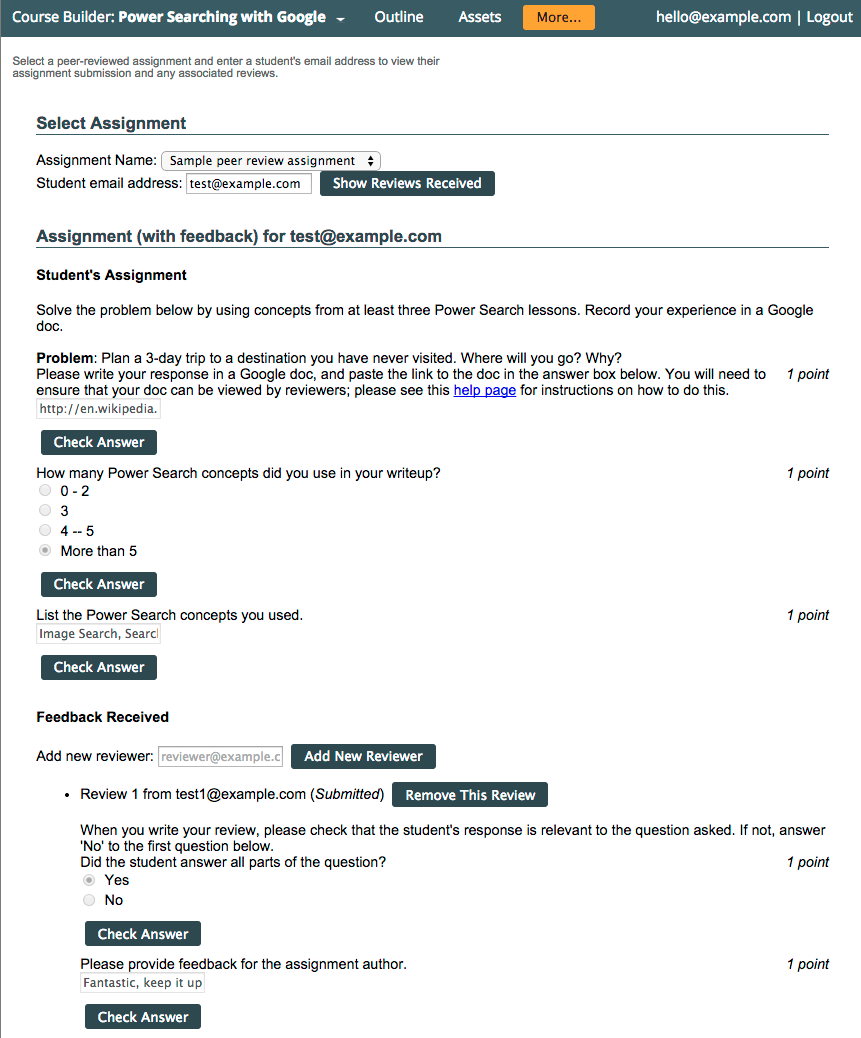 Course Builder: Power Searching with Google Outline Assets More... hello@example.com | Logout
Select a peer-reviewed assignment and enter a student's email address to view their
assignment submission and any associated reviews.
Select Assignment
Assignment Name: Sample peer review assignment
Student email address: test@example.com Show Reviews Received
Assignment (with feedback) for test@example.com
Student's Assignment
Solve the problem below by using concepts from at least three Power Search lessons. Record your experience in a Google
doc.
Problem: Plan a 3-day trip to a destination you have never visited. Where will you go? Why?
Please write your response in a Google doc, and paste the link to the doc in the answer box below. You will need to 1 point
ensure that your doc can be viewed by reviewers; please see this help page for instructions on how to do this.
http://en.wikipedia.
Check Answer
How many Power Search concepts did you use in your writeup? 1 point
0 - 2
3
4 -- 5
More than 5
Check Answer
List the Power Search concepts you used. 1 point
Image Search, Search
Check Answer
Feedback Received
Add new reviewer: reviewer@example.c Add New Reviewer
• Review 1 from test1@example.com (Submitted) Remove This Review
When you write your review, please check that the student's response is relevant to the question asked. If not, answer
'No' to the first question below.
Did the student answer all parts of the question? 1 point
Yes
No
Check Answer
Please provide feedback for the assignment author. 1 point
Fantastic, keep it up
Check Answer